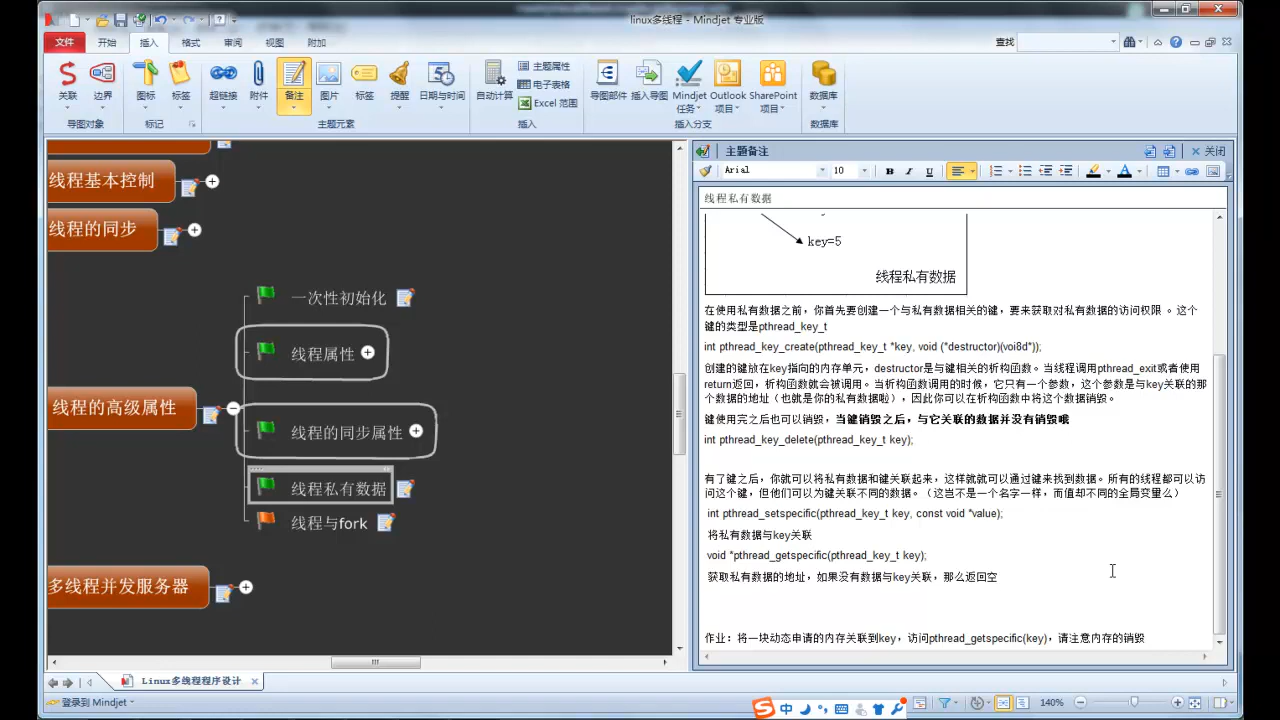 linux多线程 - Mindjet 专业版
文件 开始 插入 格式 审阅 视图 附加 查找
关联 边界 图标 标签 超链接 附件 备注 图片 标签 提醒 日期与时间 自动计算 主题属性 电子表格 Excel 范围 导图部件 插入导图 Mindjet 任务 Outlook 项目 SharePoint 项目 数据库
导图对象 标记 主题元素 插入 插入分支 数据库
线程基本控制
线程的同步
一次性初始化
线程属性
线程的高级属性
线程的同步属性
线程私有数据
线程与fork
多线程并发服务器
主题备注 关闭
Arial 10 B I U
线程私有数据
key=5
线程私有数据
在使用私有数据之前，你首先要创建一个与私有数据相关的键，要来获取对私有数据的访问权限 。这个
键的类型是pthread_key_t
int pthread_key_create(pthread_key_t *key, void (*destructor)(voi8d*));
创建的键放在key指向的内存单元，destructor是与键相关的析构函数。当线程调用pthread_exit或者使用
return返回，析构函数就会被调用。当析构函数调用的时候，它只有一个参数，这个参数是与key关联的那
个数据的地址（也就是你的私有数据啦），因此你可以在析构函数中将这个数据销毁。
键使用完之后也可以销毁，当键销毁之后，与它关联的数据并没有销毁哦
int pthread_key_delete(pthread_key_t key);
有了键之后，你就可以将私有数据和键关联起来，这样就就可以通过键来找到数据。所有的线程都可以访
问这个键，但他们可以为键关联不同的数据。（这岂不是一个名字一样，而值却不同的全局变量么）
int pthread_setspecific(pthread_key_t key, const void *value);
将私有数据与key关联
void *pthread_getspecific(pthread_key_t key);
获取私有数据的地址，如果没有数据与key关联，那么返回空
作业：将一块动态申请的内存关联到key，访问pthread_getspecific(key)，请注意内存的销毁
Linux多线程程序设计
登录到 Mindjet 中 140%